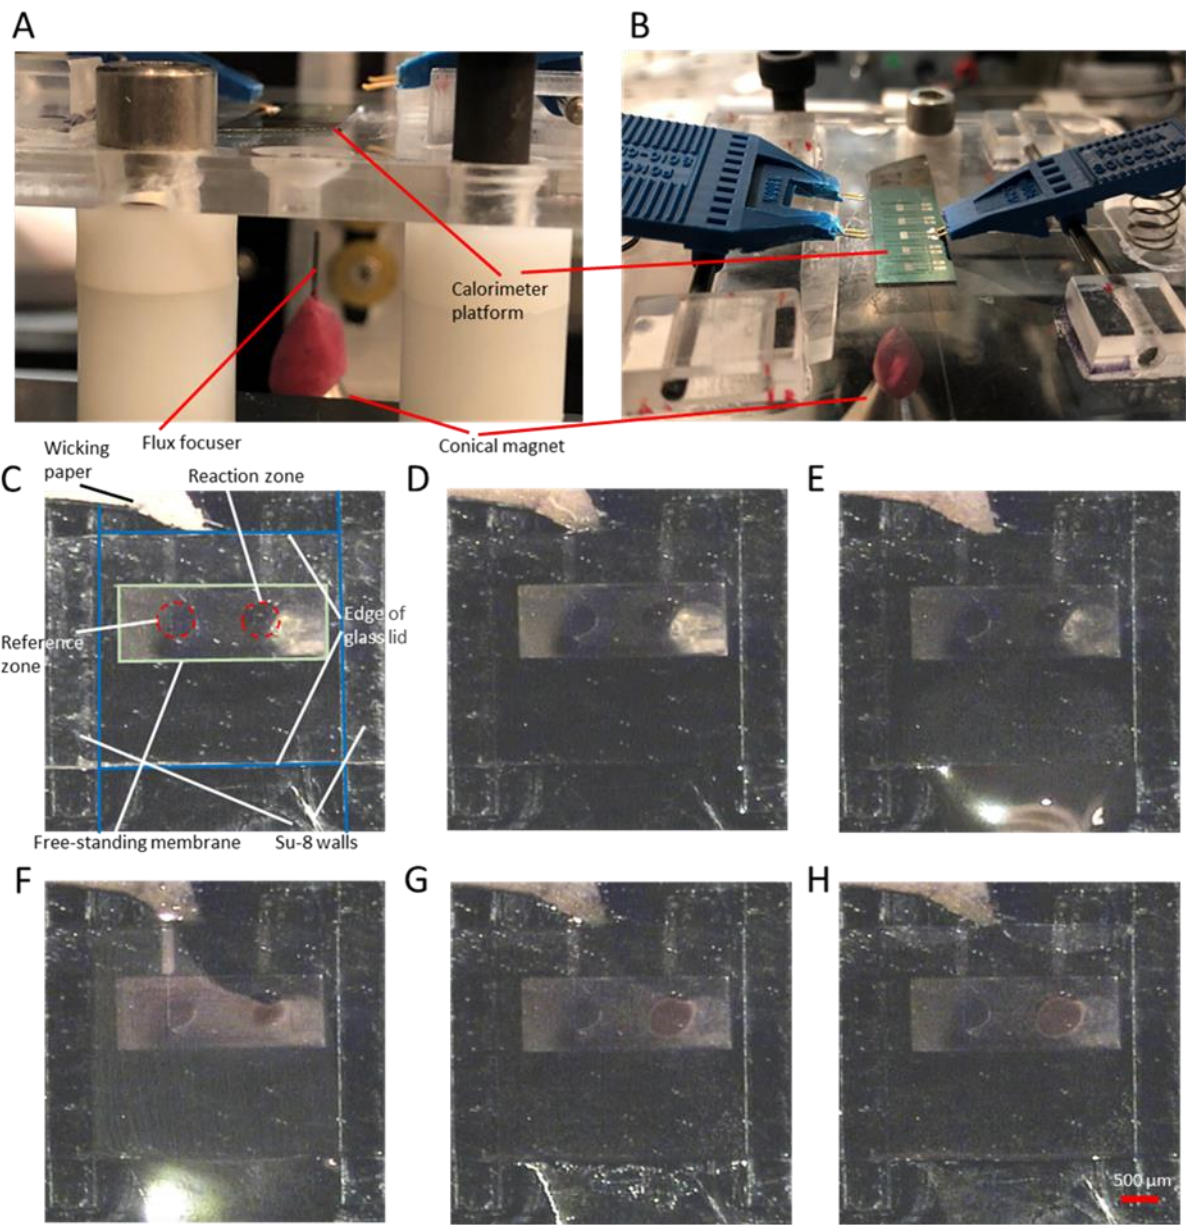 A
B
Calorimeter
platform
Flux focuser
Conical magnet
Wicking
paper
Reaction zone
C
D
E
Reference
zone
Edge of
glass lid
Free-standing membrane
Su-8 walls
F
G
H
500 µm